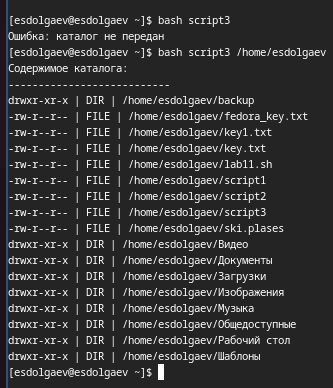 [esdolgaev@esdolgaev ~]$ bash script3
Ошибка: каталог не передан
[esdolgaev@esdolgaev ~]$ bash script3 /home/esdolgaev
Содержимое каталога:
---------------------------
drwxr-xr-x | DIR | /home/esdolgaev/backup
-rw-r--r-- | FILE | /home/esdolgaev/fedora_key.txt
-rw-r--r-- | FILE | /home/esdolgaev/key1.txt
-rw-r--r-- | FILE | /home/esdolgaev/key.txt
-rw-r--r-- | FILE | /home/esdolgaev/lab11.sh
-rw-r--r-- | FILE | /home/esdolgaev/script1
-rw-r--r-- | FILE | /home/esdolgaev/script2
-rw-r--r-- | FILE | /home/esdolgaev/script3
-rw-r--r-- | FILE | /home/esdolgaev/ski.plases
drwxr-xr-x | DIR | /home/esdolgaev/Видео
drwxr-xr-x | DIR | /home/esdolgaev/Документы
drwxr-xr-x | DIR | /home/esdolgaev/Загрузки
drwxr-xr-x | DIR | /home/esdolgaev/Изображения
drwxr-xr-x | DIR | /home/esdolgaev/Музыка
drwxr-xr-x | DIR | /home/esdolgaev/Общедоступные
drwxr-xr-x | DIR | /home/esdolgaev/Рабочий стол
drwxr-xr-x | DIR | /home/esdolgaev/Шаблоны
[esdolgaev@esdolgaev ~]$